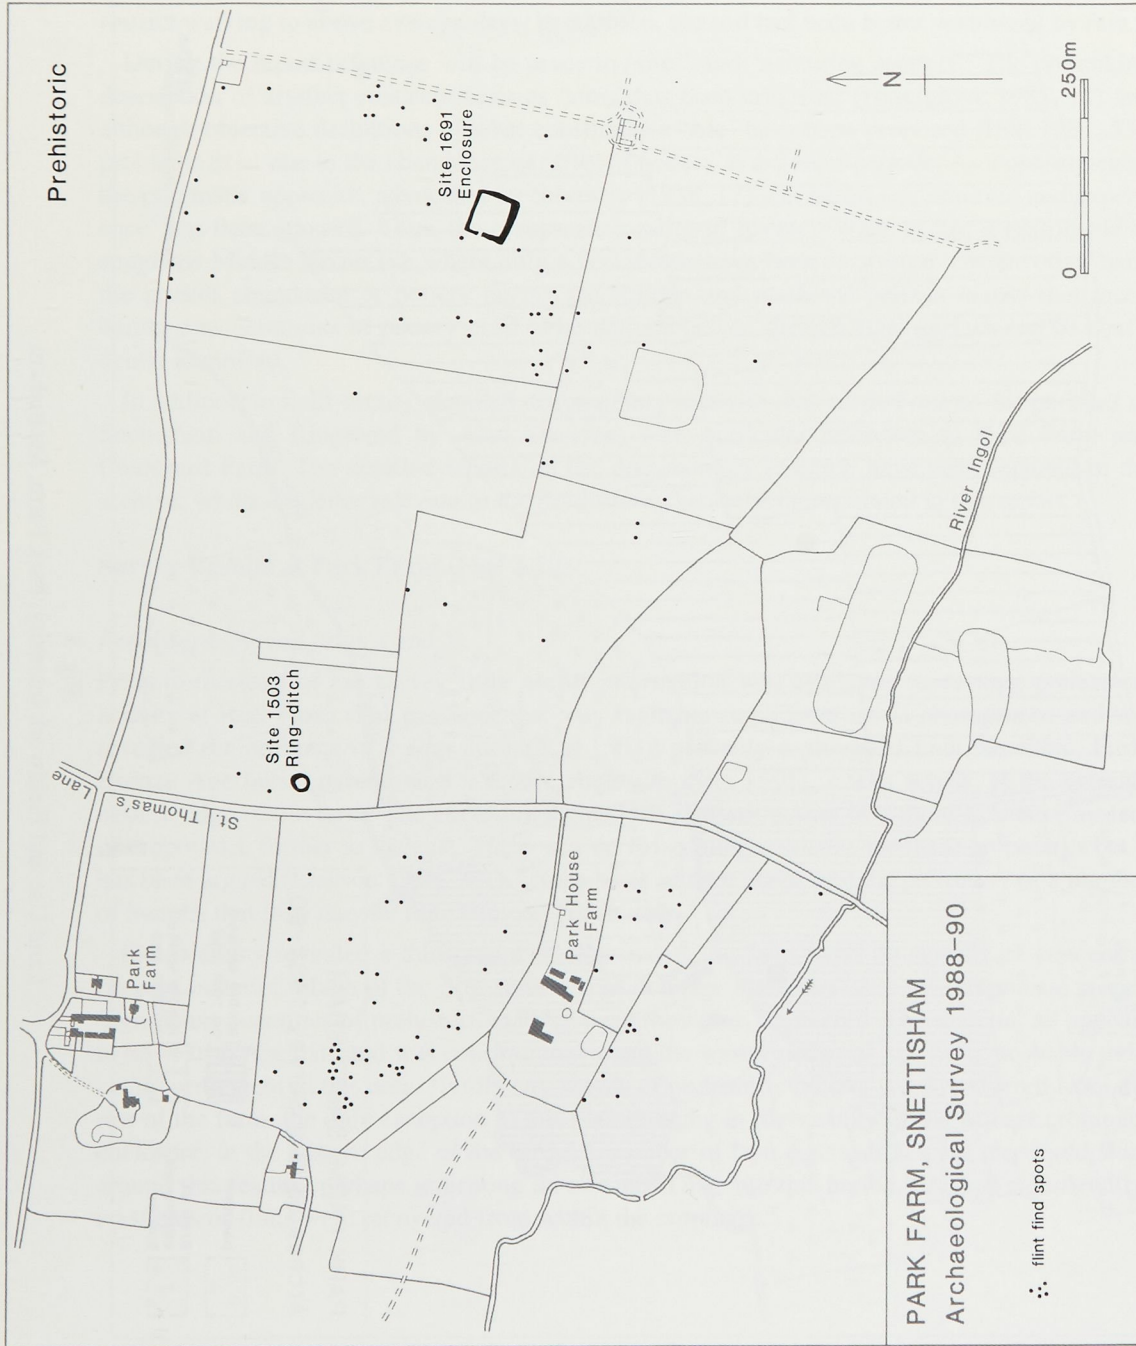 Prehistoric
Site 1691
Enclosure
Site 1503
Ring-ditch
St. Thomas's Lane
Park
Farm
Park House
Farm
River Ingol
N
0 250m
PARK FARM, SNETTISHAM
Archaeological Survey 1988-90
flint find spots